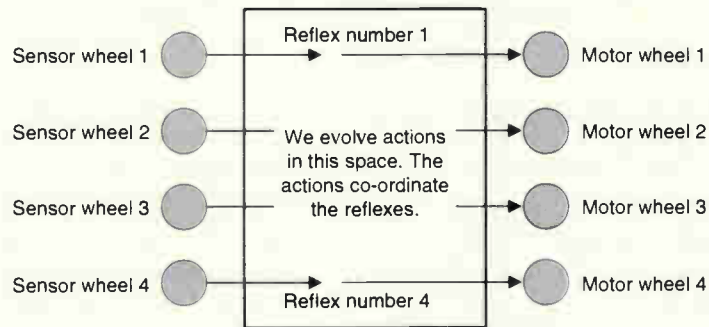 Reflex number 1
Sensor wheel 1
Motor wheel 1
Sensor wheel 2
Motor wheel 2
We evolve actions
in this space. The
actions co-ordinate
the reflexes.
Sensor wheel 3
Motor wheel 3
Sensor wheel 4
Motor wheel 4
Reflex number 4